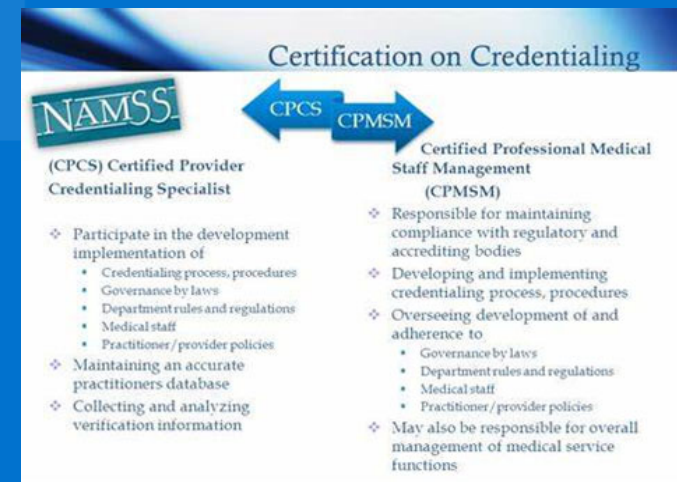 Certification on Credentialing
NAMSS
CPCS
CPMSM
(CPCS) Certified Provider
Credentialing Specialist
❖ Participate in the development
implementation of
▪ Credentialing process, procedures
▪ Governance by laws
▪ Department rules and regulations
▪ Medical staff
▪ Practitioner/provider policies
❖ Maintaining an accurate
practitioners database
❖ Collecting and analyzing
verification information
Certified Professional Medical
Staff Management
(CPMSM)
❖ Responsible for maintaining
compliance with regulatory and
accrediting bodies
❖ Developing and implementing
credentialing process, procedures
❖ Overseeing development of and
adherence to
▪ Governance by laws
▪ Department rules and regulations
▪ Medical staff
▪ Practitioner/provider policies
❖ May also be responsible for overall
management of medical service
functions